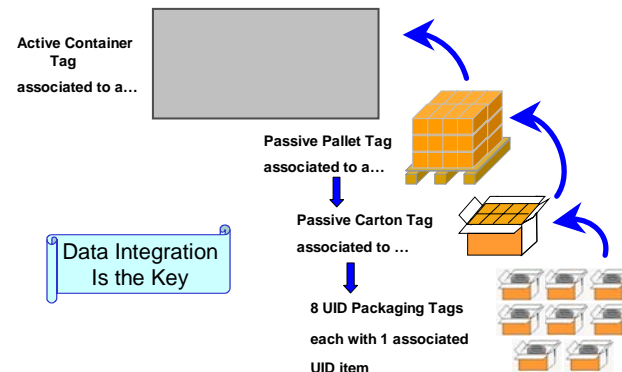 Active Container
Tag
associated to a…
Passive Pallet Tag
associated to a…
Passive Carton Tag
associated to …
Data Integration
Is the Key
8 UID Packaging Tags
each with 1 associated
UID item